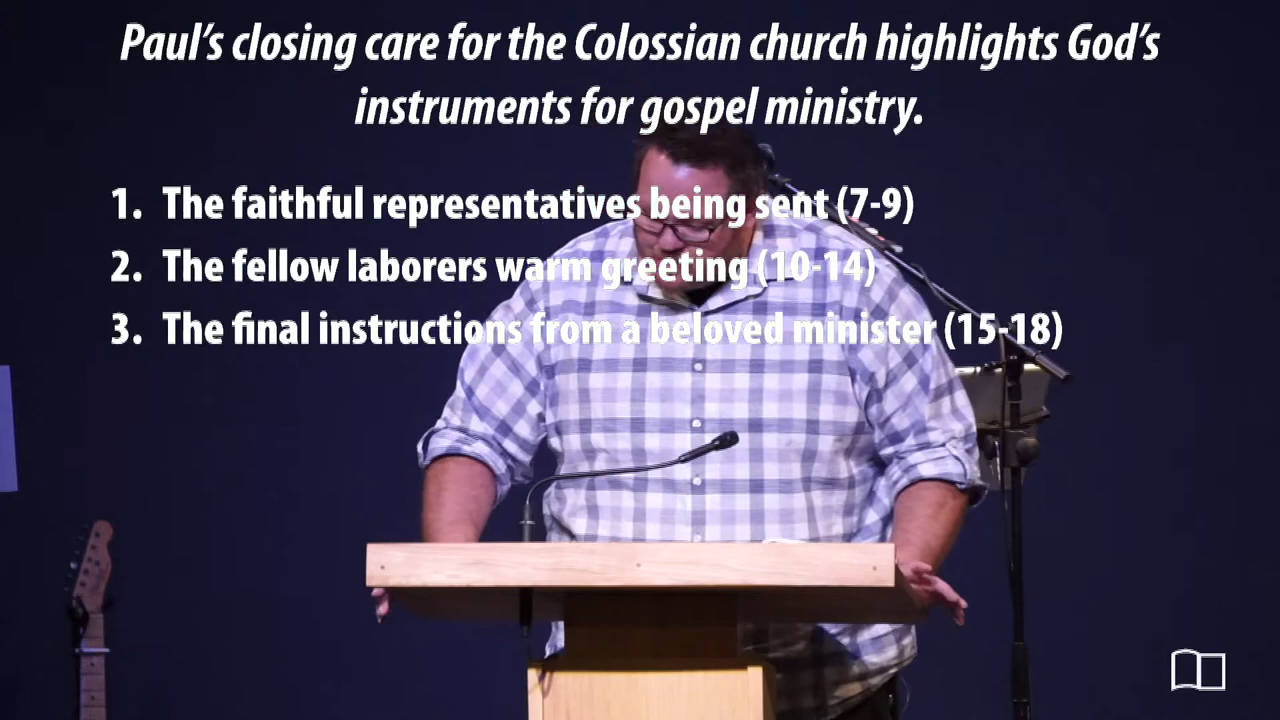 Paul’s closing care for the Colossian church highlights God’s
instruments for gospel ministry.
1. The faithful representatives being sent (7-9)
2. The fellow laborers warm greeting (10-14)
3. The final instructions from a beloved minister (15-18)